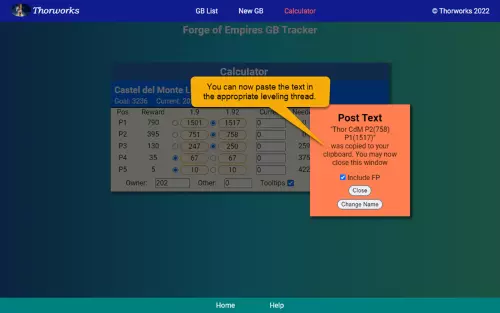 Thorworks GB List New GB Calculator © Thorworks 2022
Forge of Empires GB Tracker
Calculator
Castel del Monte L
Goal: 3236 Current: 20
You can now paste the text in
the appropriate leveling thread.
Pos Reward 1.9 1.92 Curre Neede
P1 790 1501 1517 0
P2 395 751 758 0
P3 130 247 250 0 259
P4 35 67 67 0 375
P5 5 10 10 0 422
Owner: 202 Other: 0 Tooltips
Post Text
"Thor CdM P2(758)
P1(1517)"
was copied to your
clipboard. You may now
close this window
Include FP
Close
Change Name
Home Help